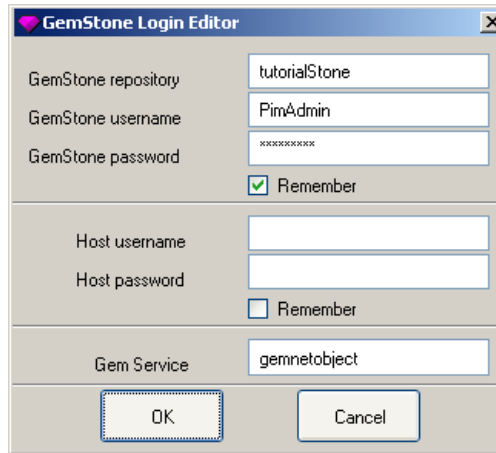 GemStone Login Editor
GemStone repository tutorialStone
GemStone username PimAdmin
GemStone password *********
Remember
Host username
Host password
Remember
Gem Service gemnetobject
OK Cancel